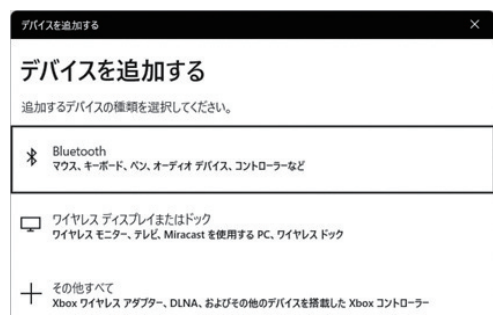 デバイスを追加する
デバイスを追加する
追加するデバイスの種類を選択してください。
Bluetooth
マウス、キーボード、ペン、オーディオ デバイス、コントローラーなど
ワイヤレス ディスプレイまたはドック
ワイヤレス モニター、テレビ、Miracast を使用する PC、ワイヤレス ドック
その他すべて
Xbox ワイヤレス アダプター、DLNA、およびその他のデバイスを搭載した Xbox コントローラー